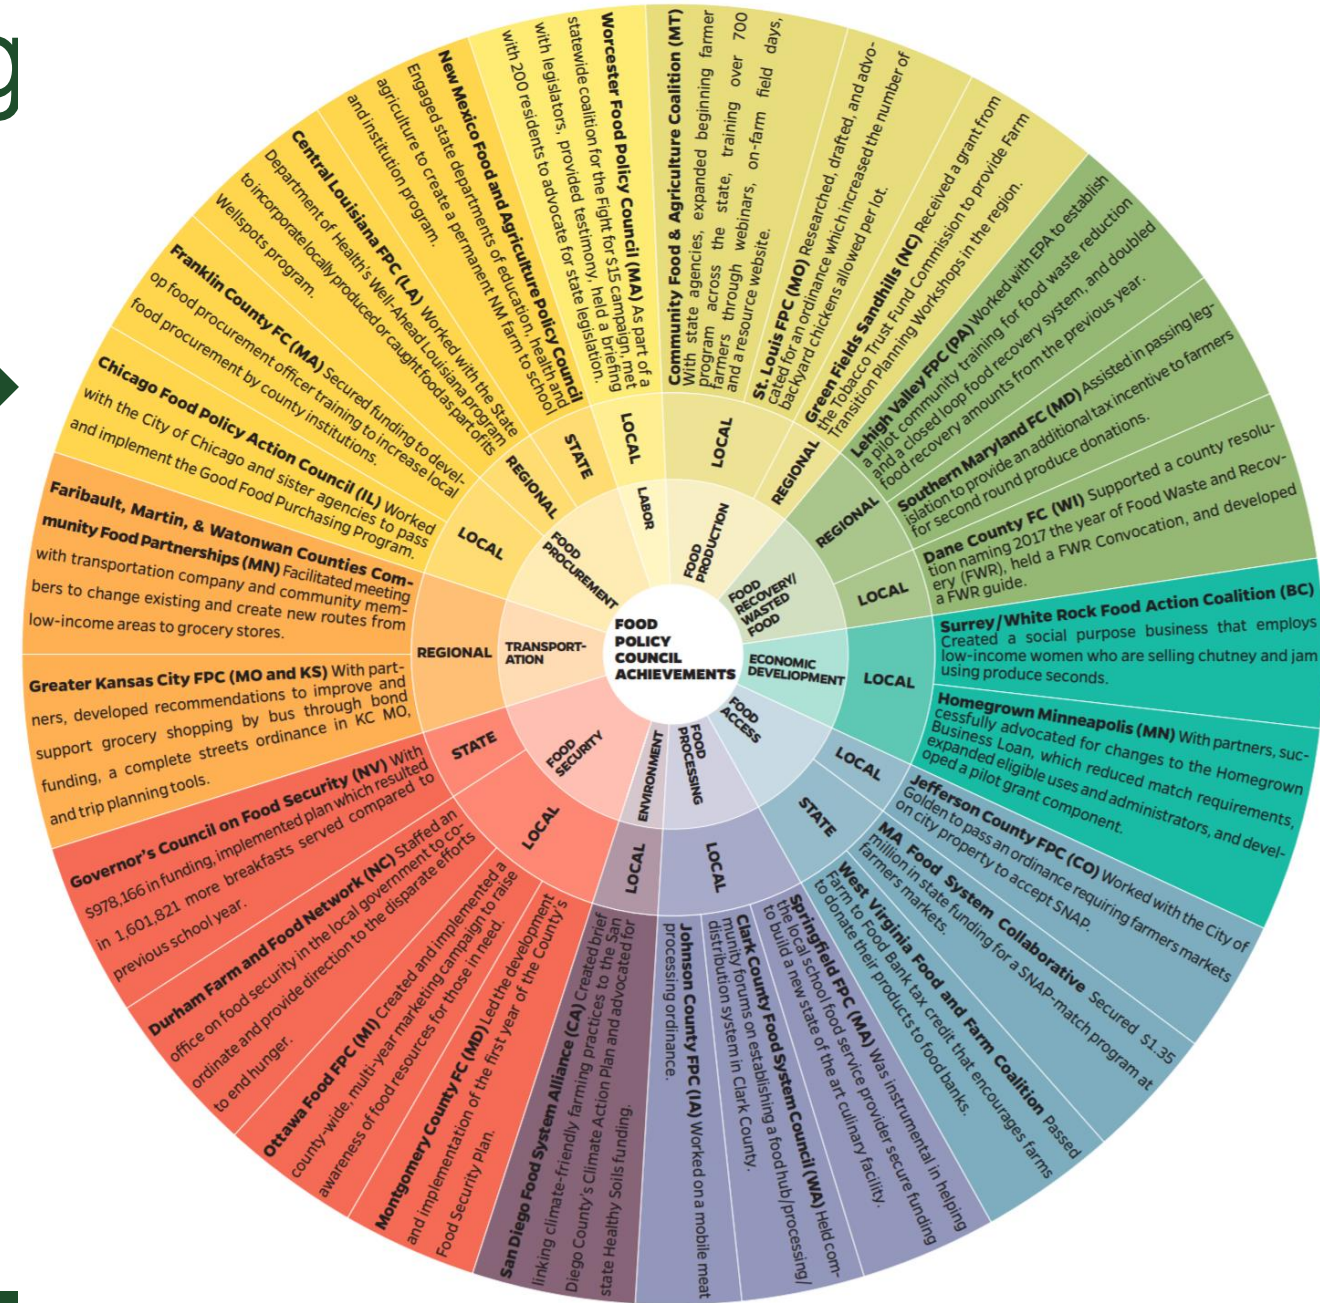 g
FOOD
POLICY
COUNCIL
ACHIEVEMENTS
FOOD
PRODUCTION
LOCAL
Community Food & Agriculture Coalition (MT)
With state agencies, expanded beginning farmer
program across the state, training over 700
farmers through webinars, on-farm field days,
and a resource website.
St. Louis FPC (MO) Researched, drafted, and advo-
cated for an ordinance which increased the number of
backyard chickens allowed per lot.
REGIONAL
Green Fields Sandhills (NC) Received a grant from
the Tobacco Trust Fund Commission to provide Farm
Transition Planning Workshops in the region.
FOOD
RECOVERY/
WASTED
FOOD
REGIONAL
Lehigh Valley FPC (PA) Worked with EPA to establish
a pilot community training for food waste reduction
and a closed loop food recovery system, and doubled
food recovery amounts from the previous year.
Southern Maryland FC (MD) Assisted in passing leg-
islation to provide an additional tax incentive to farmers
for second round produce donations.
LOCAL
Dane County FC (WI) Supported a county resolu-
tion naming 2017 the year of Food Waste and Recov-
ery (FWR), held a FWR Convocation, and developed
a FWR guide.
ECONOMIC
DEVELIOPMENT
LOCAL
Surrey/White Rock Food Action Coalition (BC)
Created a social purpose business that employs
low-income women who are selling chutney and jam
using produce seconds.
Homegrown Minneapolis (MN) With partners, suc-
cessfully advocated for changes to the Homegrown
Business Loan, which reduced match requirements,
expanded eligible uses and administrators, and devel-
oped a pilot grant component.
FOOD
ACCESS
LOCAL
Jefferson County FPC (CO) Worked with the City of
Golden to pass an ordinance requiring farmers markets
on city property to accept SNAP.
STATE
MA Food System Collaborative Secured $1.35
million in state funding for a SNAP-match program at
farmers markets.
West Virginia Food and Farm Coalition Passed
Farm to Food Bank tax credit that encourages farms
to donate their products to food banks.
FOOD
PROCESSING
LOCAL
Springfield FPC (MA) Was instrumental in helping
the local school food service provider secure funding
to build a new state of the art culinary facility.
Clark County Food System Council (WA) Held com-
munity forums on establishing a food hub/processing/
distribution system in Clark County.
Johnson County FPC (IA) Worked on a mobile meat
processing ordinance.
ENVIRONMENT
LOCAL
San Diego Food System Alliance (CA) Created brief
linking climate-friendly farming practices to the San
Diego County's Climate Action Plan and advocated for
state Healthy Soils funding.
FOOD
SECURITY
LOCAL
Montgomery County FC (MD) Led the development
and implementation of the first year of the County's
Food Security Plan.
Ottawa Food FPC (MI) Created and implemented a
county-wide, multi-year marketing campaign to raise
awareness of food resources for those in need.
Durham Farm and Food Network (NC) Staffed an
office on food security in the local government to co-
ordinate and provide direction to the disparate efforts
to end hunger.
STATE
Governor's Council on Food Security (NV) With
$978,166 in funding, implemented plan which resulted
in 1,601,821 more breakfasts served compared to
previous school year.
TRANSPORT-
ATION
REGIONAL
Greater Kansas City FPC (MO and KS) With part-
ners, developed recommendations to improve and
support grocery shopping by bus through bond
funding, a complete streets ordinance in KC MO,
and trip planning tools.
Faribault, Martin, & Watonwan Counties Com-
munity Food Partnerships (MN) Facilitated meeting
with transportation company and community mem-
bers to change existing and create new routes from
low-income areas to grocery stores.
FOOD
PROCUREMENT
LOCAL
Chicago Food Policy Action Council (IL) Worked
with the City of Chicago and sister agencies to pass
and implement the Good Food Purchasing Program.
Franklin County FC (MA) Secured funding to devel-
op food procurement officer training to increase local
food procurement by county institutions.
REGIONAL
Central Louisiana FPC (LA) Worked with the State
Department of Health's Well-Ahead Louisiana program
to incorporate locally produced or caught food as part of its
Wellspots program.
STATE
New Mexico Food and Agriculture Policy Council
Engaged state departments of education, health and
agriculture to create a permanent NM farm to school
and institution program.
LABOR
LOCAL
Worcester Food Policy Council (MA) As part of a
statewide coalition for the Fight for $15 campaign, met
with legislators, provided testimony, held a briefing
with 200 residents to advocate for state legislation.